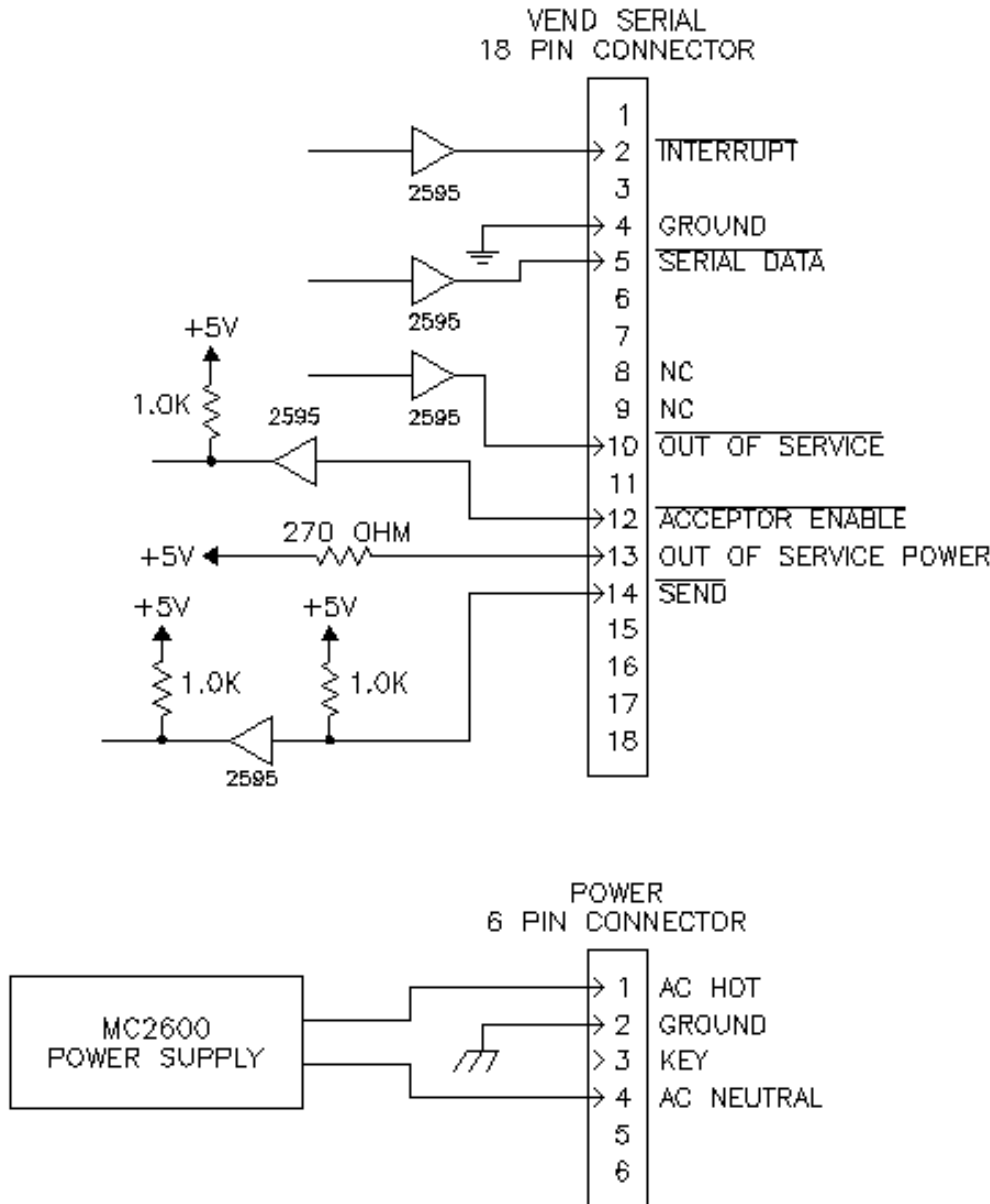 VEND SERIAL
18 PIN CONNECTOR
1
2 INTERRUPT
2595
3
4 GROUND
5 SERIAL DATA
2595
6
7
+5V
8 NC
1.0K
2595
2595
9 NC
10 OUT OF SERVICE
11
12 ACCEPTOR ENABLE
270 OHM
+5V
13 OUT OF SERVICE POWER
14 SEND
+5V
+5V
15
16
1.0K
1.0K
17
18
2595
POWER
6 PIN CONNECTOR
1 AC HOT
MC2600
POWER SUPPLY
2 GROUND
3 KEY
4 AC NEUTRAL
5
6